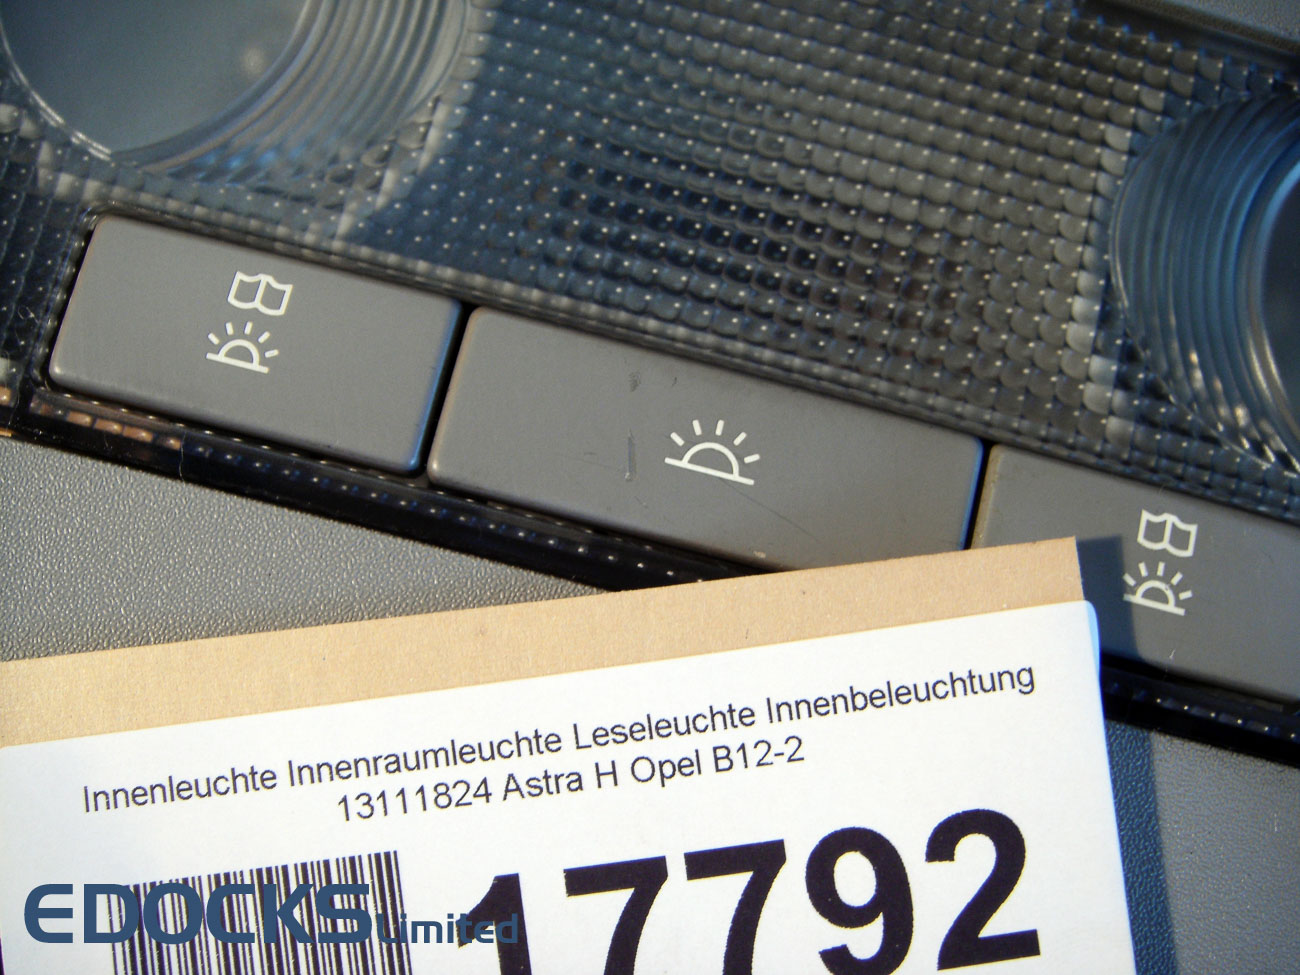 Innenleuchte Innenraumleuchte Leseleuchte Innenbeleuchtung
13111824 Astra H Opel B12-2
17792
EDOCKS Limited